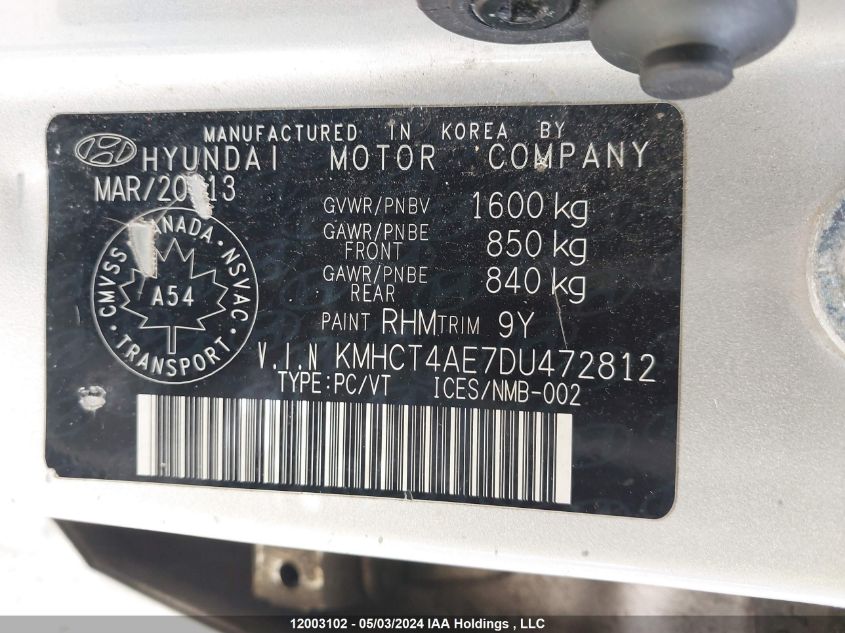 MANUFACTURED IN KOREA BY
HYUNDAI MOTOR COMPANY
MAR/20 13
GVWR/PNBV 1600 kg
GAWR/PNBE FRONT 850 kg
GAWR/PNBE REAR 840 kg
CMVSS CANADA NSVAC
A54
TRANSPORT
PAINT RHM TRIM 9Y
V.I.N KMHCT4AE7DU472812
TYPE:PC/VT ICES/NMB-002
12003102 - 05/03/2024 IAA Holdings , LLC